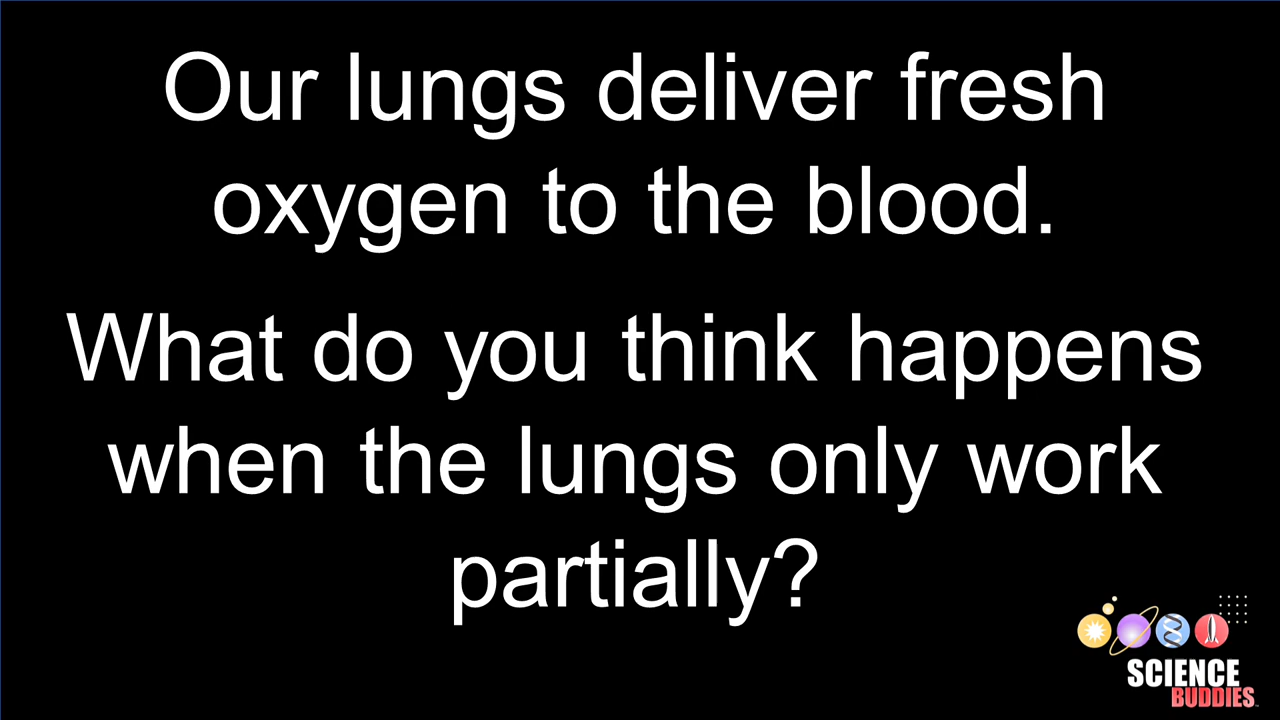 Our lungs deliver fresh
oxygen to the blood.
What do you think happens
when the lungs only work
partially?
SCIENCE
BUDDIES